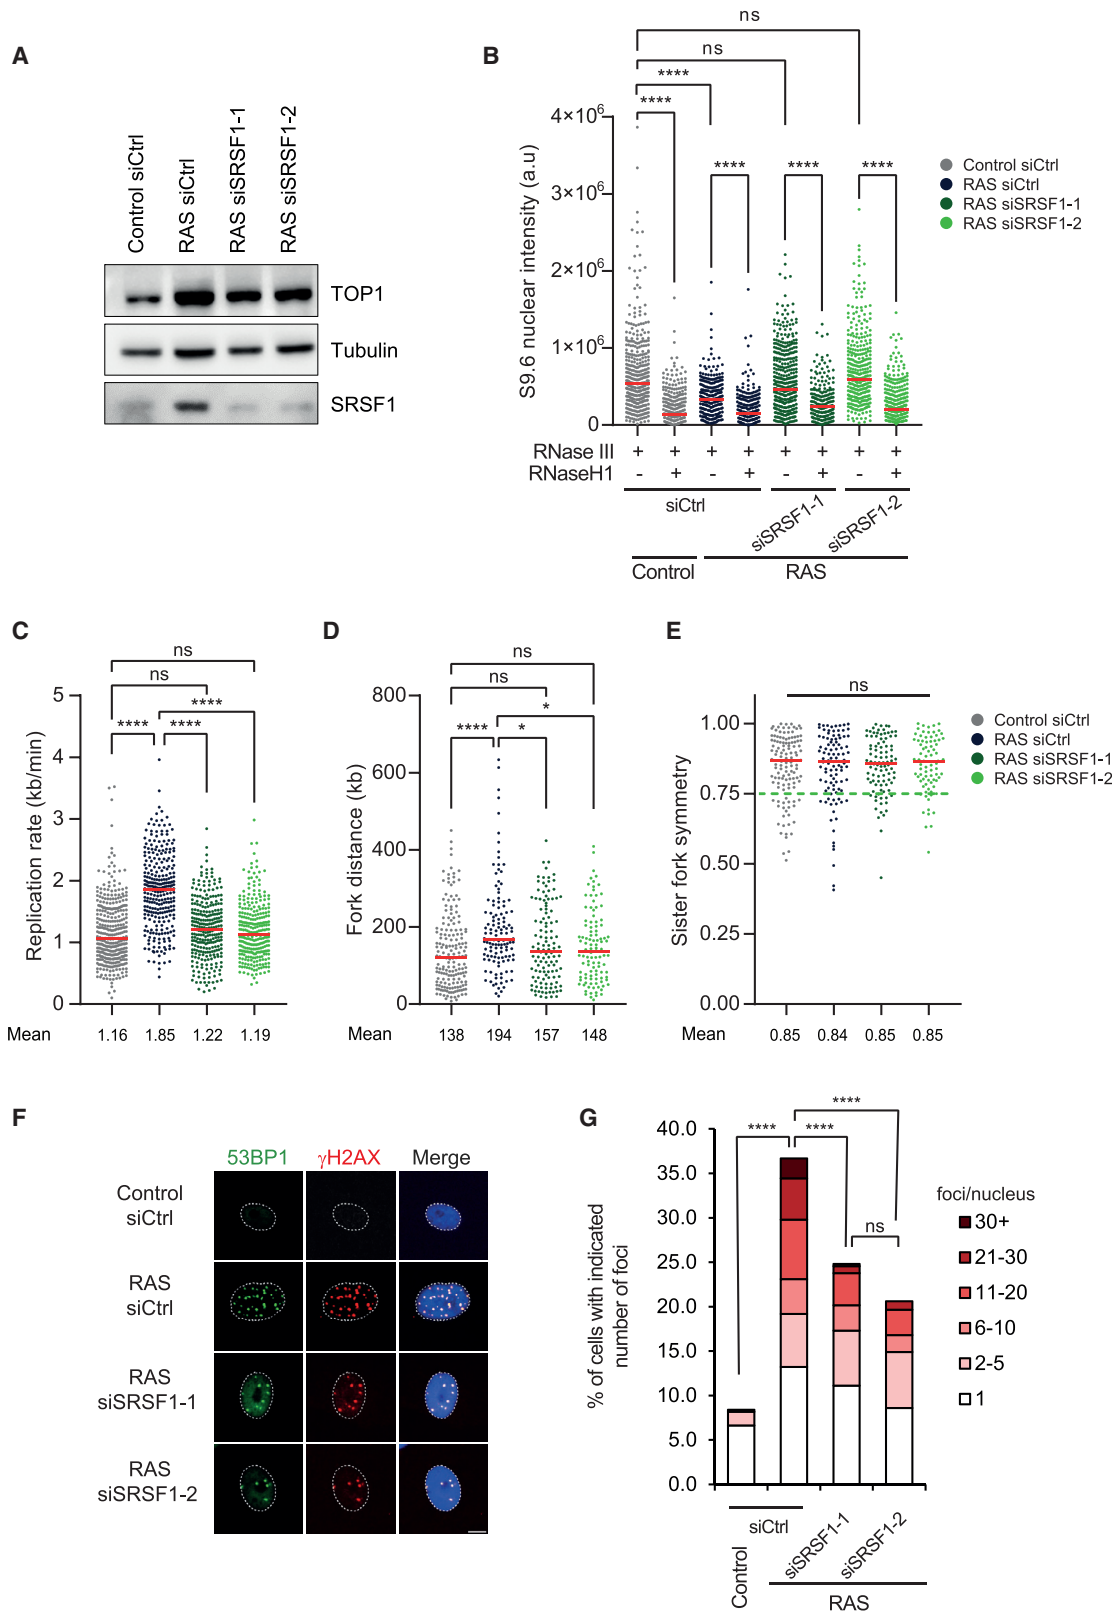 A
Control siCtrl
RAS siCtrl
RAS siSRSF1-1
RAS siSRSF1-2
TOP1
Tubulin
SRSF1
B
ns
ns
****
****
**** **** ****
S9.6 nuclear intensity (a.u)
4×10⁶
3×10⁶
2×10⁶
1×10⁶
0
Control siCtrl
RAS siCtrl
RAS siSRSF1-1
RAS siSRSF1-2
RNase III + + + + + + + +
RNaseH1 - + - + - + - +
siCtrl siSRSF1-1 siSRSF1-2
Control RAS
C
ns
ns
****
**** ****
Replication rate (kb/min)
5
4
3
2
1
0
Mean 1.16 1.85 1.22 1.19
D
ns
ns
*
**** *
Fork distance (kb)
800
600
400
200
0
Mean 138 194 157 148
E
ns
Sister fork symmetry
1.00
0.75
0.50
0.25
0.00
Mean 0.85 0.84 0.85 0.85
Control siCtrl
RAS siCtrl
RAS siSRSF1-1
RAS siSRSF1-2
F
53BP1 γH2AX Merge
Control
siCtrl
RAS
siCtrl
RAS
siSRSF1-1
RAS
siSRSF1-2
G
****
**** ****
ns
% of cells with indicated
number of foci
40.0
35.0
30.0
25.0
20.0
15.0
10.0
5.0
0.0
foci/nucleus
30+
21-30
11-20
6-10
2-5
1
siCtrl siSRSF1-1 siSRSF1-2
Control RAS